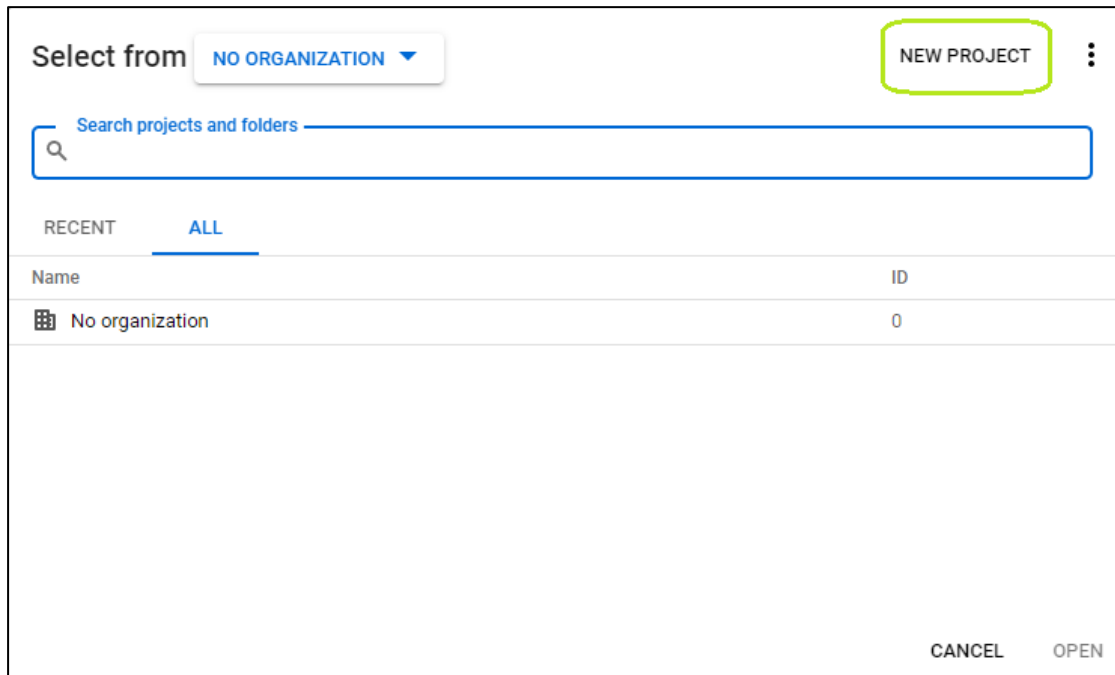 Select from NO ORGANIZATION NEW PROJECT
Search projects and folders
RECENT ALL
Name ID
No organization 0
CANCEL OPEN